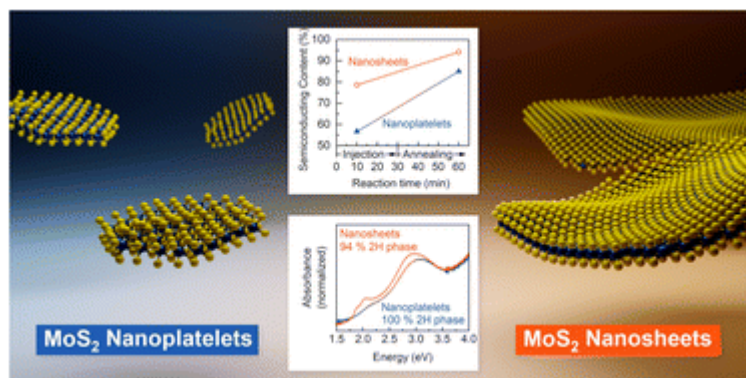 100
90
80
70
60
50
Semiconducting Content (%)
Nanosheets
Nanoplatelets
Injection
Annealing
0 10 20 30 40 50 60
Reaction time (min)
Absorbance
(normalized)
Nanosheets
94 % 2H phase
Nanoplatelets
100 % 2H phase
1.5 2.0 2.5 3.0 3.5 4.0
Energy (eV)
MoS₂ Nanoplatelets
MoS₂ Nanosheets